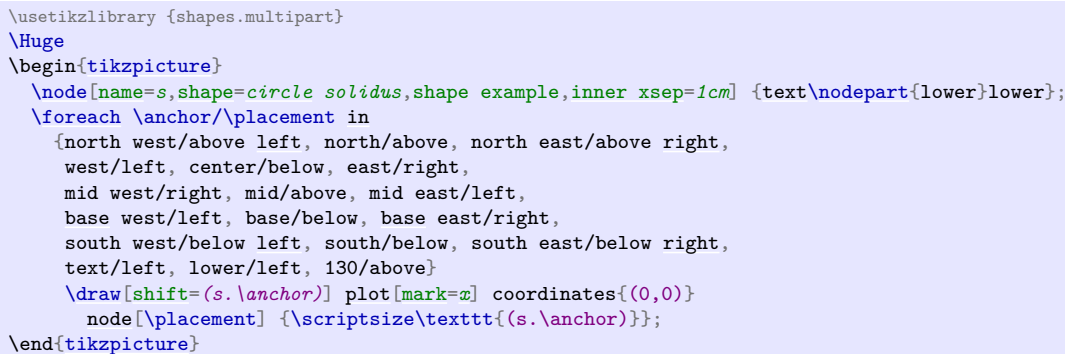 \usetikzlibrary {shapes.multipart}
\Huge
\begin{tikzpicture}
  \node[name=s,shape=circle solidus,shape example,inner xsep=1cm] {text\nodepart{lower}lower};
  \foreach \anchor/\placement in
    {north west/above left, north/above, north east/above right,
     west/left, center/below, east/right,
     mid west/right, mid/above, mid east/left,
     base west/left, base/below, base east/right,
     south west/below left, south/below, south east/below right,
     text/left, lower/left, 130/above}
     \draw[shift=(s.\anchor)] plot[mark=x] coordinates{(0,0)}
       node[\placement] {\scriptsize\texttt{(s.\anchor)}};
\end{tikzpicture}